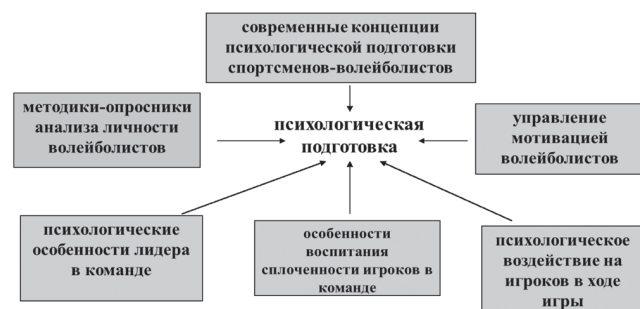 современные концепции
психологической подготовки
спортсменов-волейболистов
методики-опросники
анализа личности
волейболистов
психологическая
подготовка
управление
мотивацией
волейболистов
психологические
особенности лидера
в команде
особенности
воспитания
сплоченности игроков в
команде
психологическое
воздействие на
игроков в ходе
игры